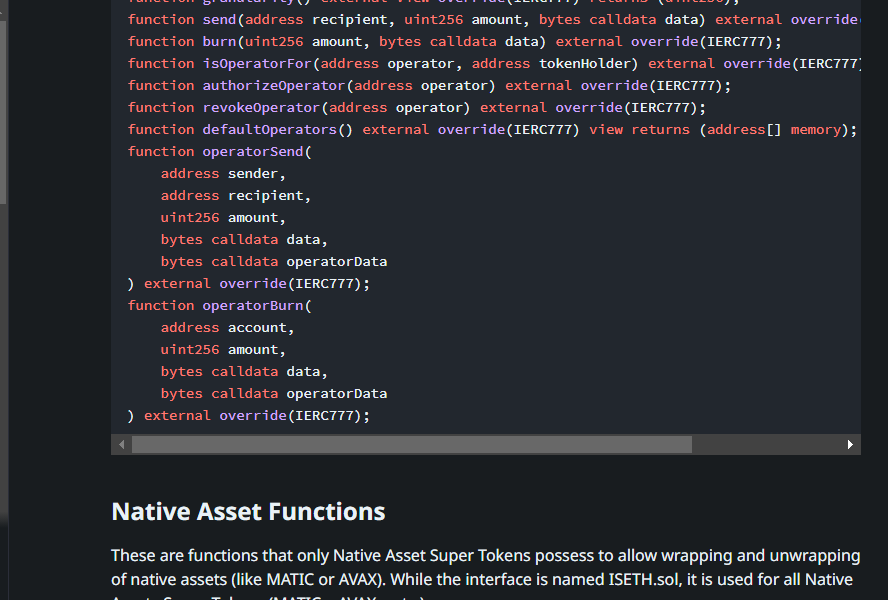 function granularity() external view override(IERC777) returns (uint256);
function send(address recipient, uint256 amount, bytes calldata data) external override
function burn(uint256 amount, bytes calldata data) external override(IERC777);
function isOperatorFor(address operator, address tokenHolder) external override(IERC777)
function authorizeOperator(address operator) external override(IERC777);
function revokeOperator(address operator) external override(IERC777);
function defaultOperators() external override(IERC777) view returns (address[] memory);
function operatorSend(
    address sender,
    address recipient,
    uint256 amount,
    bytes calldata data,
    bytes calldata operatorData
) external override(IERC777);
function operatorBurn(
    address account,
    uint256 amount,
    bytes calldata data,
    bytes calldata operatorData
) external override(IERC777);
Native Asset Functions
These are functions that only Native Asset Super Tokens possess to allow wrapping and unwrapping
of native assets (like MATIC or AVAX). While the interface is named ISETH.sol, it is used for all Native